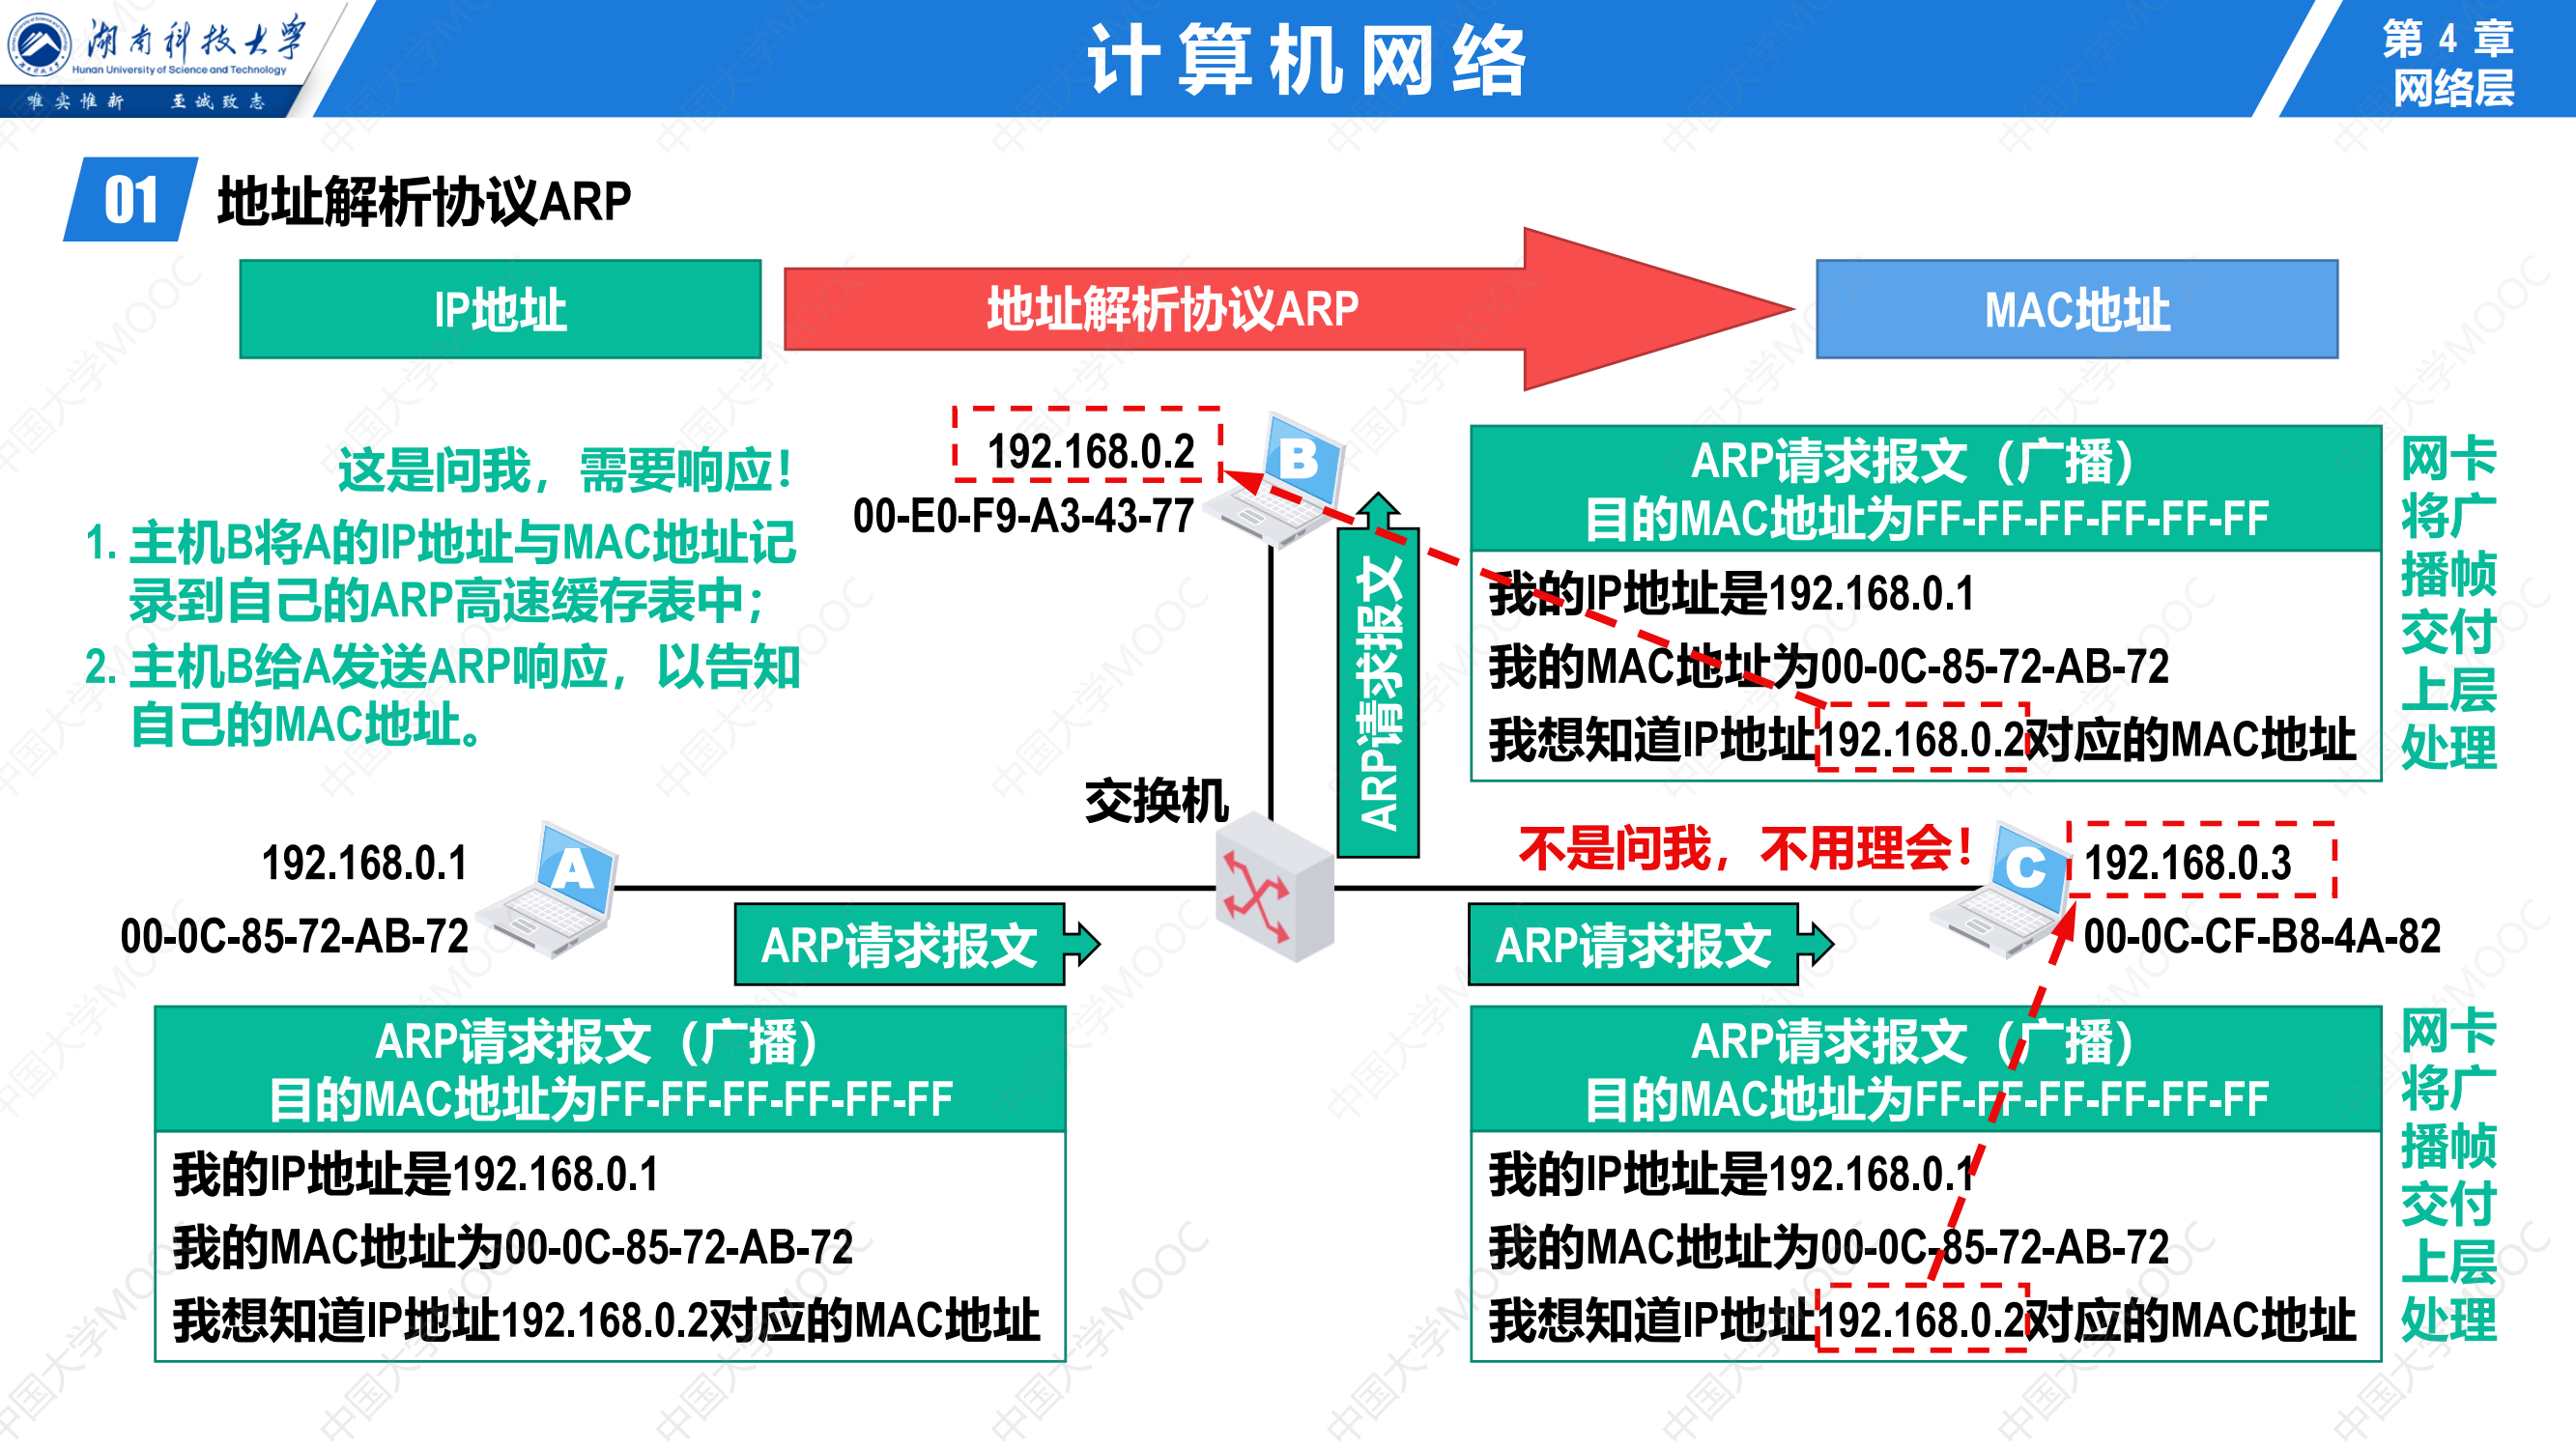 湖南科技大学
Hunan University of Science and Technology
唯实惟新 至诚致志
计算机网络
第 4 章
网络层
01 地址解析协议ARP
IP地址
地址解析协议ARP
MAC地址
这是问我，需要响应！
1. 主机B将A的IP地址与MAC地址记
录到自己的ARP高速缓存表中；
2. 主机B给A发送ARP响应，以告知
自己的MAC地址。
192.168.0.2
00-E0-F9-A3-43-77
B
ARP请求报文
ARP请求报文（广播）
目的MAC地址为FF-FF-FF-FF-FF-FF
我的IP地址是192.168.0.1
我的MAC地址为00-0C-85-72-AB-72
我想知道IP地址192.168.0.2对应的MAC地址
网卡
将广
播帧
交付
上层
处理
交换机
192.168.0.1
00-0C-85-72-AB-72
A
ARP请求报文
不是问我，不用理会！
C
192.168.0.3
00-0C-CF-B8-4A-82
ARP请求报文
ARP请求报文（广播）
目的MAC地址为FF-FF-FF-FF-FF-FF
我的IP地址是192.168.0.1
我的MAC地址为00-0C-85-72-AB-72
我想知道IP地址192.168.0.2对应的MAC地址
ARP请求报文（广播）
目的MAC地址为FF-FF-FF-FF-FF-FF
我的IP地址是192.168.0.1
我的MAC地址为00-0C-85-72-AB-72
我想知道IP地址192.168.0.2对应的MAC地址
网卡
将广
播帧
交付
上层
处理
中国大学MOOC